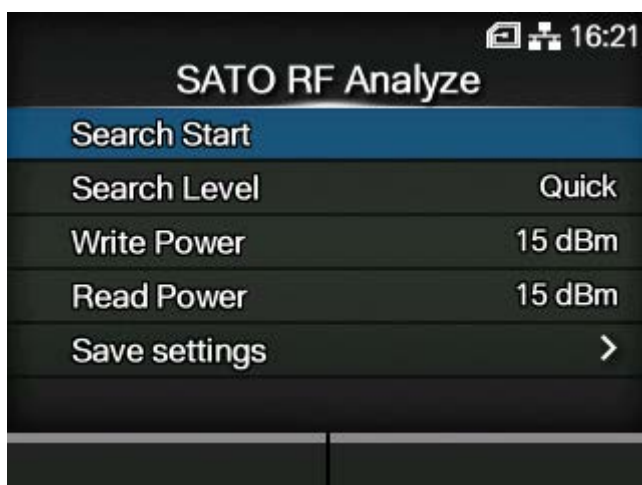 16:21
SATO RF Analyze
Search Start
Search Level Quick
Write Power 15 dBm
Read Power 15 dBm
Save settings >